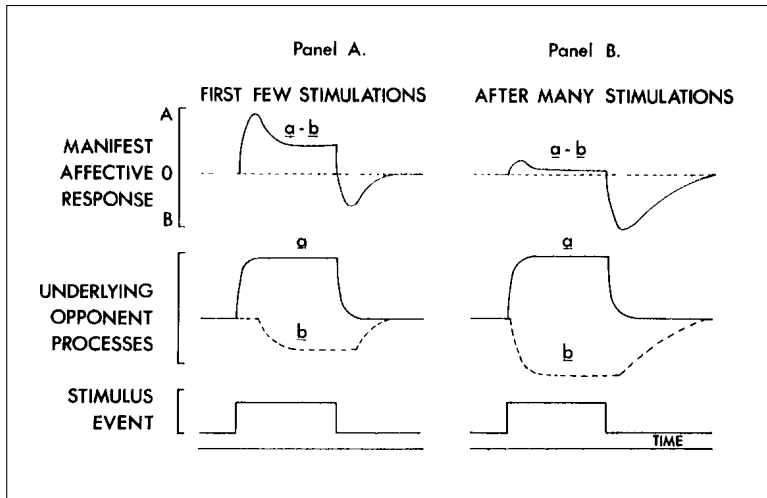 Panel A.
Panel B.
FIRST FEW STIMULATIONS
AFTER MANY STIMULATIONS
A
MANIFEST
AFFECTIVE
RESPONSE
0
B
a - b
a - b
UNDERLYING
OPPONENT
PROCESSES
a
b
a
b
STIMULUS
EVENT
TIME